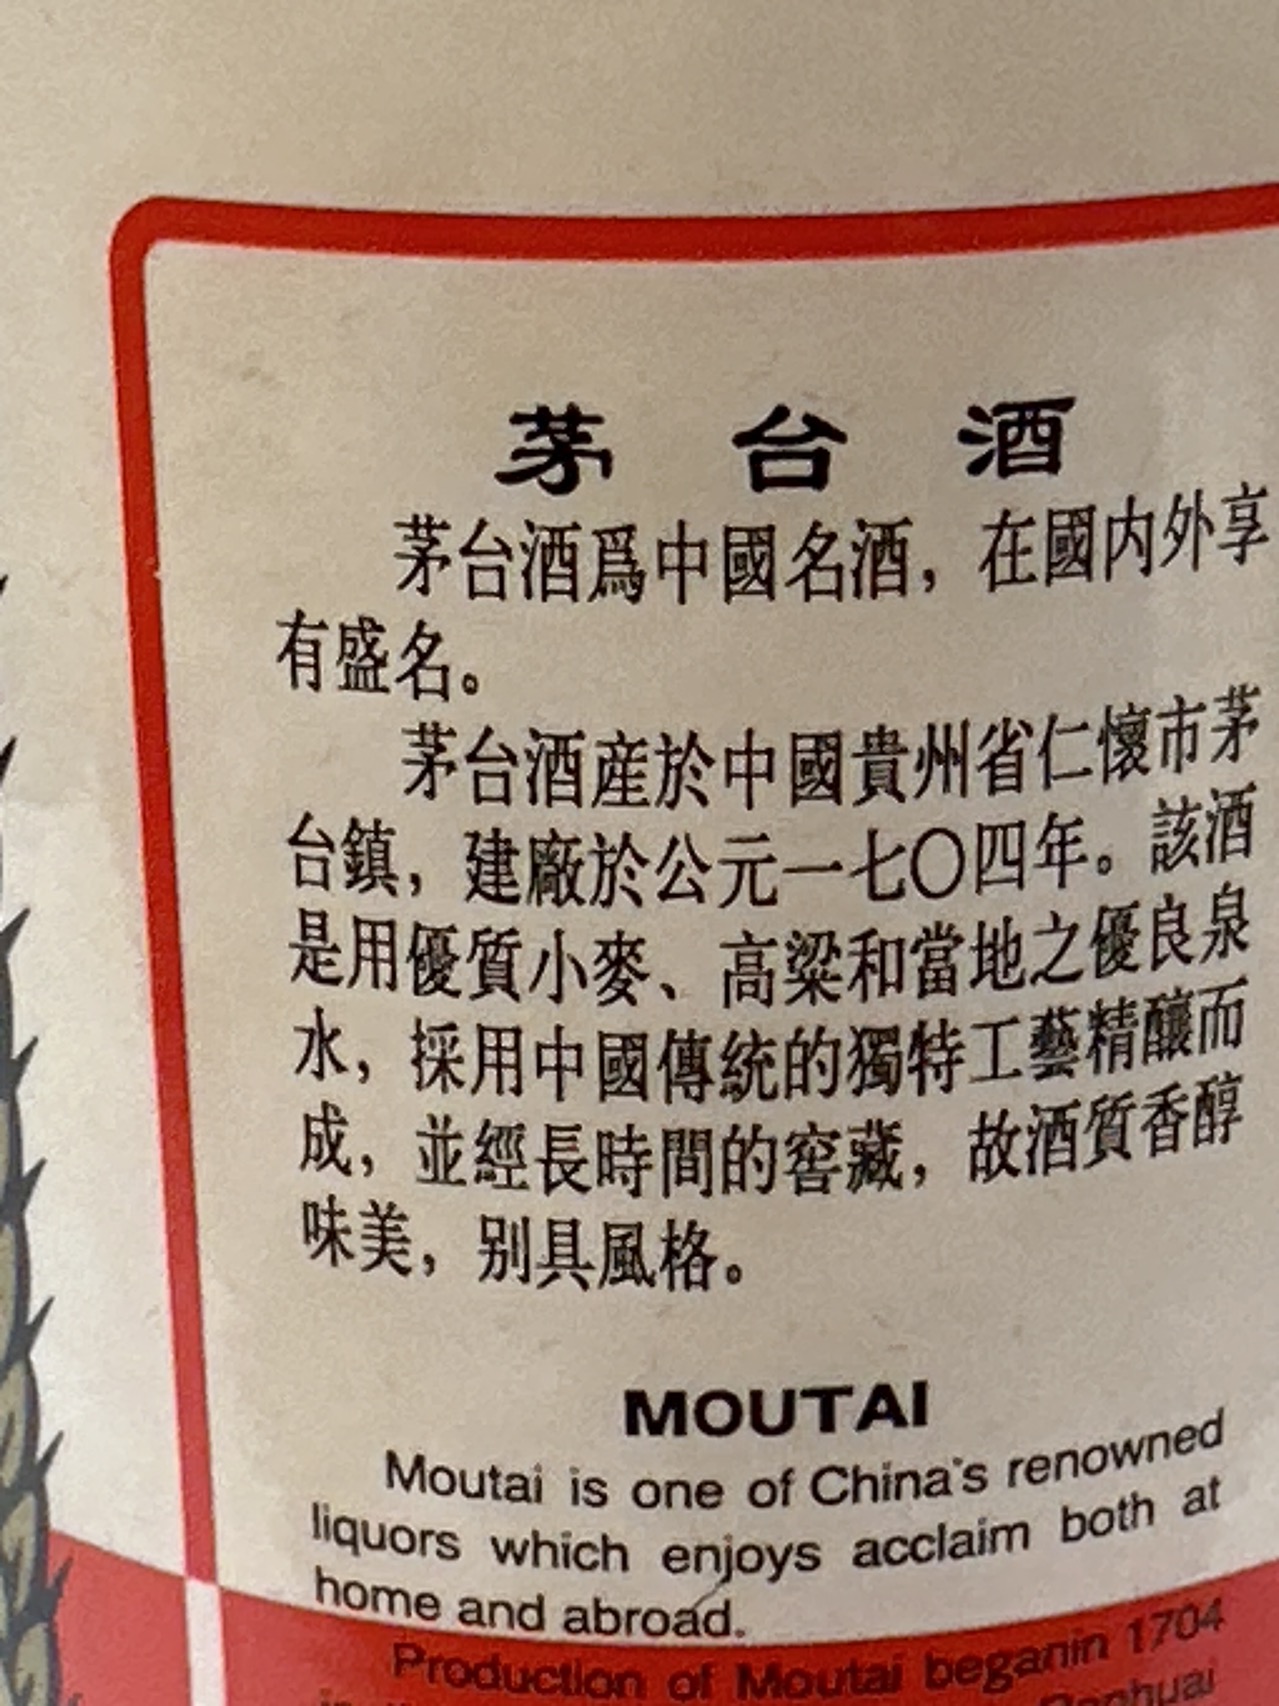 茅台酒
茅台酒爲中國名酒，在國内外享
有盛名。
茅台酒産於中國貴州省仁懷市茅
台鎮，建廠於公元一七〇四年。該酒
是用優質小麥、高粱和當地之優良泉
水，採用中國傳統的獨特工藝精釀而
成，並經長時間的窖藏，故酒質香醇
味美，别具風格。
MOUTAI
Moutai is one of China's renowned
liquors which enjoys acclaim both at
home and abroad.
Production of Moutai beganin 1704